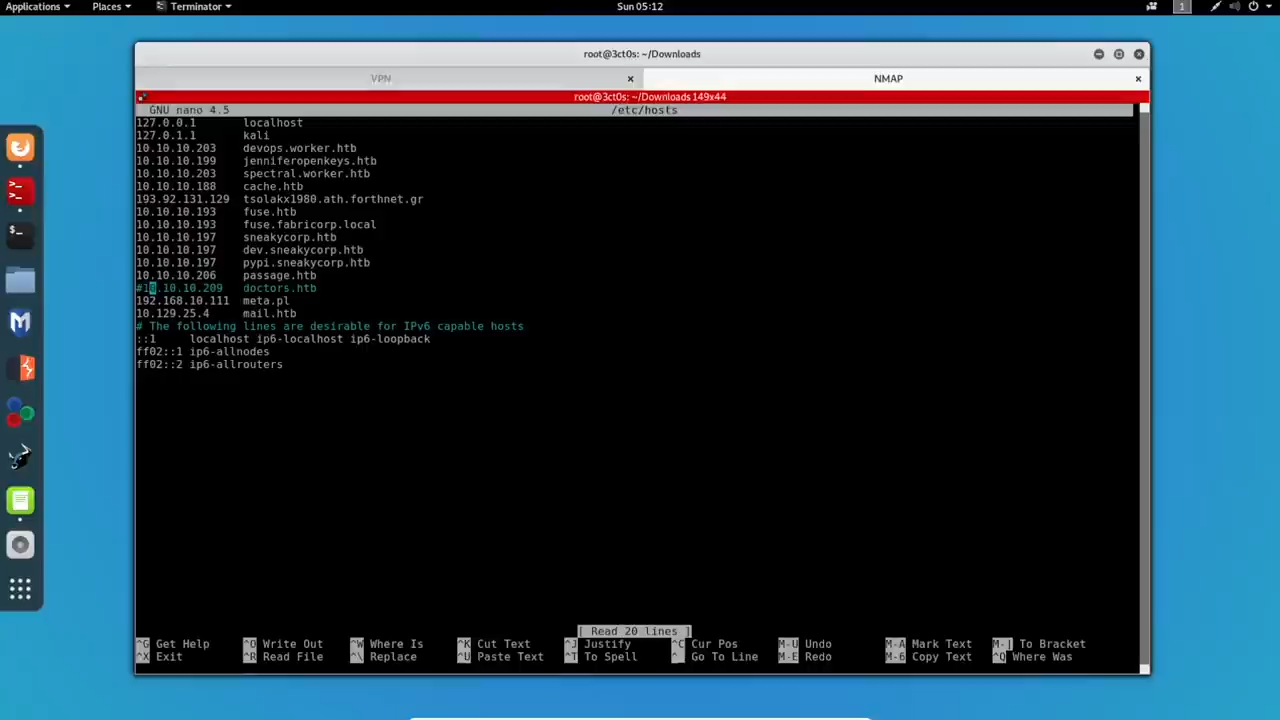 Applications Places Terminator Sun 05:12 1
root@3ct0s: ~/Downloads
VPN × NMAP ×
root@3ct0s: ~/Downloads 149x44
GNU nano 4.5 /etc/hosts
127.0.0.1 localhost
127.0.1.1 kali
10.10.10.203 devops.worker.htb
10.10.10.199 jenniferopenkeys.htb
10.10.10.203 spectral.worker.htb
10.10.10.188 cache.htb
193.92.131.129 tsolakx1980.ath.forthnet.gr
10.10.10.193 fuse.htb
10.10.10.193 fuse.fabricorp.local
10.10.10.197 sneakycorp.htb
10.10.10.197 dev.sneakycorp.htb
10.10.10.197 pypi.sneakycorp.htb
10.10.10.206 passage.htb
#10.10.10.209 doctors.htb
192.168.10.111 meta.pl
10.129.25.4 mail.htb
# The following lines are desirable for IPv6 capable hosts
::1 localhost ip6-localhost ip6-loopback
ff02::1 ip6-allnodes
ff02::2 ip6-allrouters
[ Read 20 lines ]
^G Get Help ^O Write Out ^W Where Is ^K Cut Text ^J Justify ^C Cur Pos M-U Undo M-A Mark Text M-] To Bracket
^X Exit ^R Read File ^\ Replace ^U Paste Text ^T To Spell ^_ Go To Line M-E Redo M-6 Copy Text ^Q Where Was